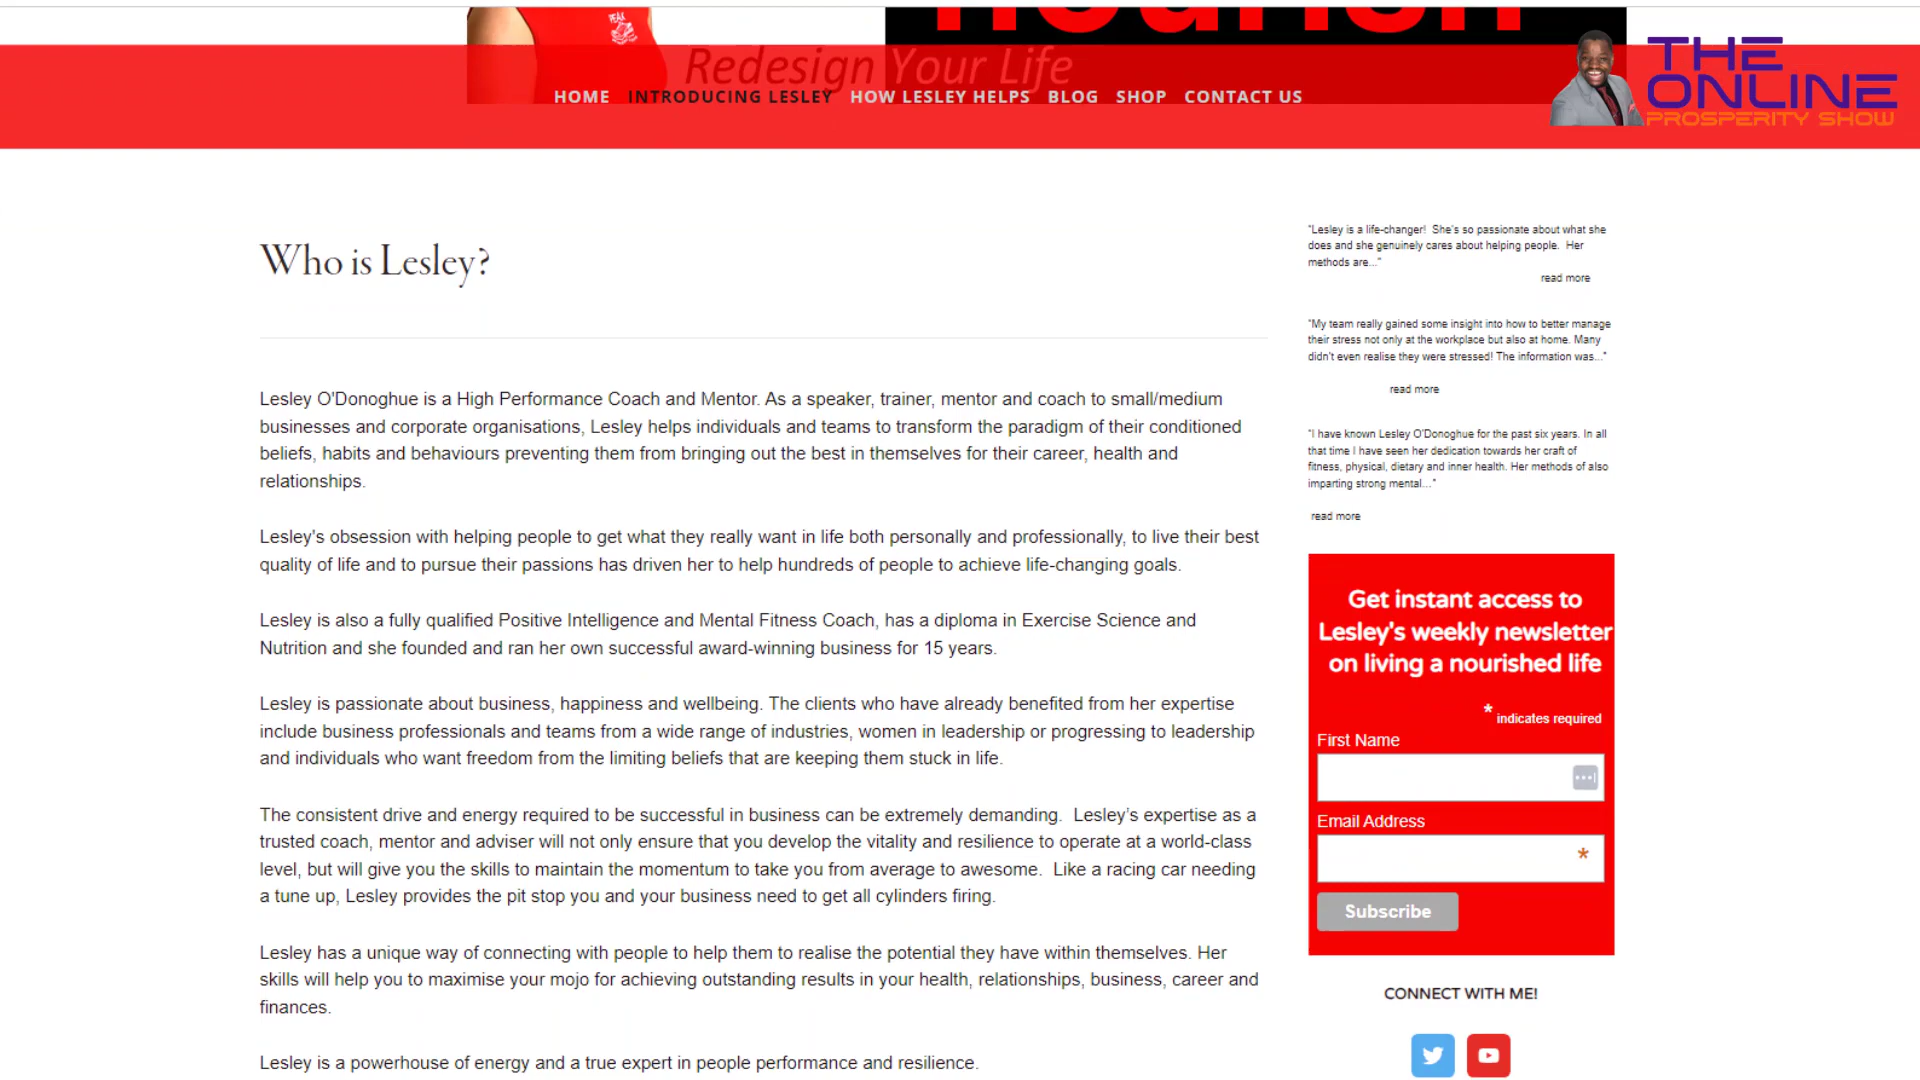 PEAK
nourish
Redesign Your Life
HOME INTRODUCING LESLEY HOW LESLEY HELPS BLOG SHOP CONTACT US
THE
ONLINE
PROSPERITY SHOW
Who is Lesley?
Lesley O'Donoghue is a High Performance Coach and Mentor. As a speaker, trainer, mentor and coach to small/medium
businesses and corporate organisations, Lesley helps individuals and teams to transform the paradigm of their conditioned
beliefs, habits and behaviours preventing them from bringing out the best in themselves for their career, health and
relationships.
Lesley's obsession with helping people to get what they really want in life both personally and professionally, to live their best
quality of life and to pursue their passions has driven her to help hundreds of people to achieve life-changing goals.
Lesley is also a fully qualified Positive Intelligence and Mental Fitness Coach, has a diploma in Exercise Science and
Nutrition and she founded and ran her own successful award-winning business for 15 years.
Lesley is passionate about business, happiness and wellbeing. The clients who have already benefited from her expertise
include business professionals and teams from a wide range of industries, women in leadership or progressing to leadership
and individuals who want freedom from the limiting beliefs that are keeping them stuck in life.
The consistent drive and energy required to be successful in business can be extremely demanding.  Lesley's expertise as a
trusted coach, mentor and adviser will not only ensure that you develop the vitality and resilience to operate at a world-class
level, but will give you the skills to maintain the momentum to take you from average to awesome.  Like a racing car needing
a tune up, Lesley provides the pit stop you and your business need to get all cylinders firing.
Lesley has a unique way of connecting with people to help them to realise the potential they have within themselves. Her
skills will help you to maximise your mojo for achieving outstanding results in your health, relationships, business, career and
finances.
Lesley is a powerhouse of energy and a true expert in people performance and resilience.
"Lesley is a life-changer!  She's so passionate about what she
does and she genuinely cares about helping people.  Her
methods are..."
read more
"My team really gained some insight into how to better manage
their stress not only at the workplace but also at home. Many
didn't even realise they were stressed! The information was..."
read more
"I have known Lesley O'Donoghue for the past six years. In all
that time I have seen her dedication towards her craft of
fitness, physical, dietary and inner health. Her methods of also
imparting strong mental..."
read more
Get instant access to
Lesley's weekly newsletter
on living a nourished life
* indicates required
First Name
Email Address
*
Subscribe
CONNECT WITH ME!